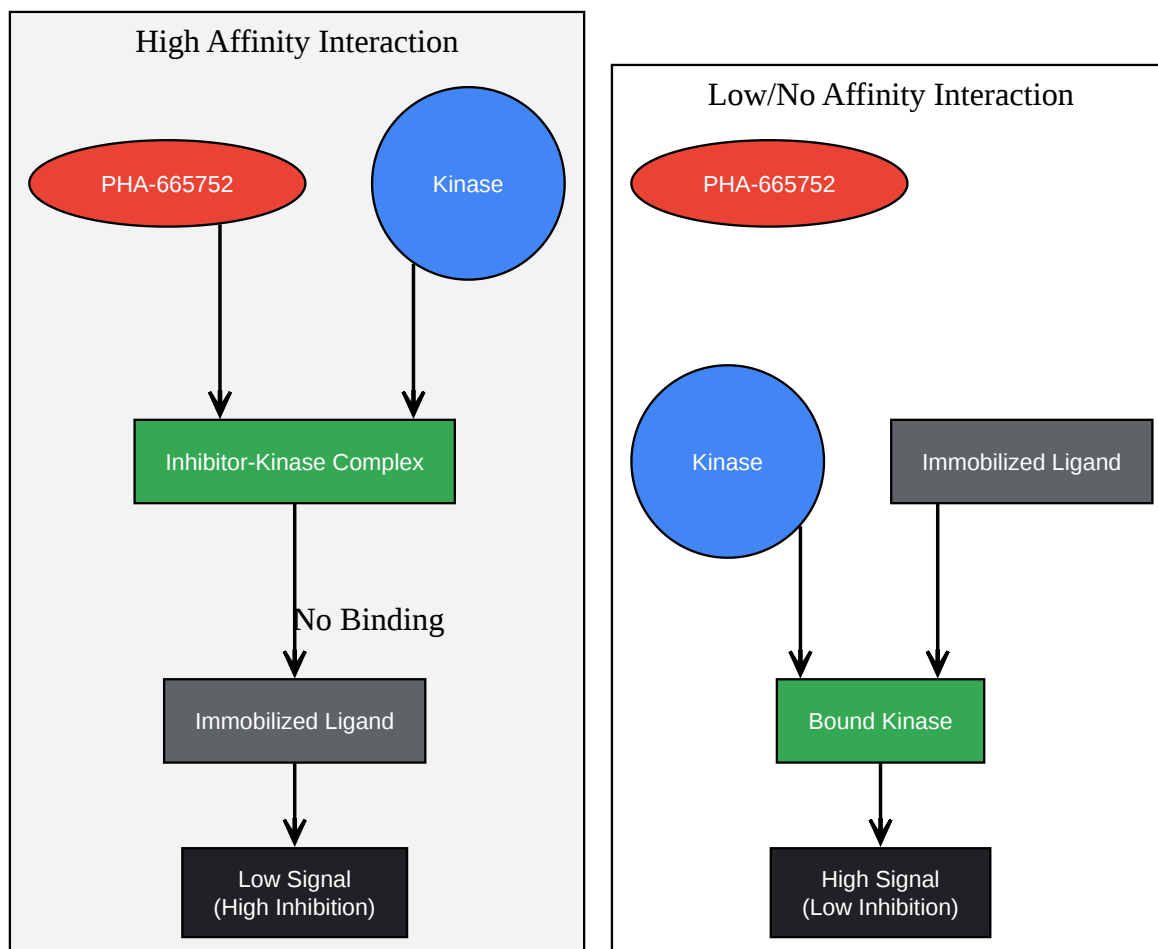 High Affinity Interaction
PHA-665752
Kinase
Inhibitor-Kinase Complex
No Binding
Immobilized Ligand
Low Signal
(High Inhibition)
Low/No Affinity Interaction
PHA-665752
Kinase
Immobilized Ligand
Bound Kinase
High Signal
(Low Inhibition)